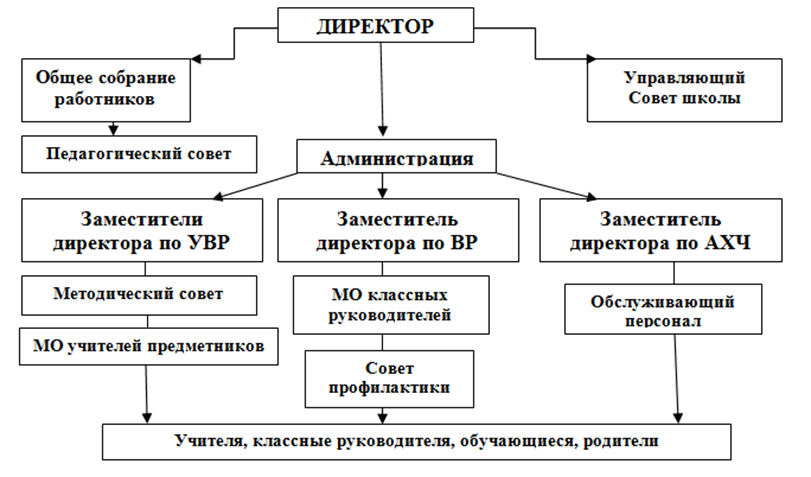 ДИРЕКТОР
Общее собрание
работников
Управляющий
Совет школы
Педагогический совет
Администрация
Заместители
директора по УВР
Заместитель
директора по ВР
Заместитель
директора по АХЧ
Методический совет
МО классных
руководителей
Обслуживающий
персонал
МО учителей предметников
Совет
профилактики
Учителя, классные руководителя, обучающиеся, родители